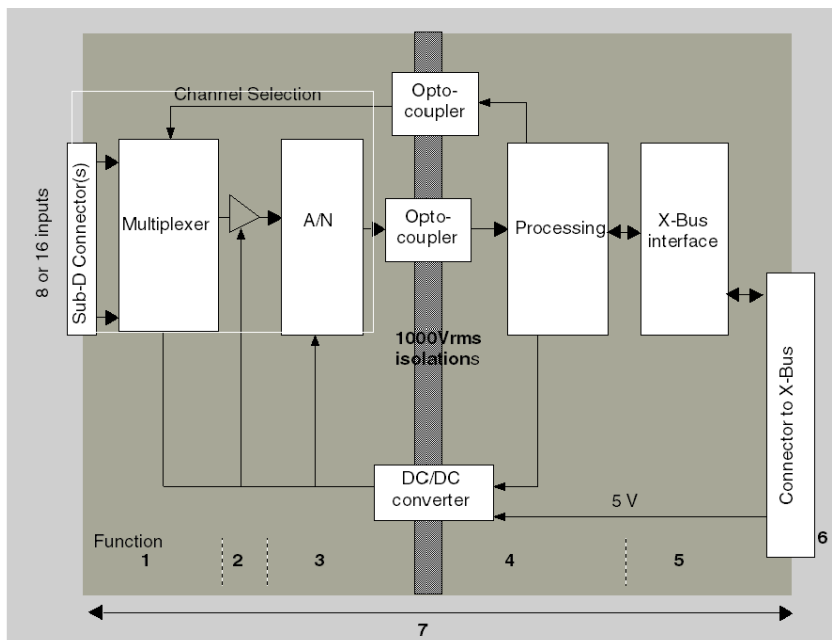 Opto-
coupler
Channel Selection
8 or 16 inputs
Sub-D Connector(s)
Multiplexer
A/N
Opto-
coupler
Processing
X-Bus
interface
1000Vrms
isolations
Connector to X-Bus
DC/DC
converter
5 V
Function
1
2
3
4
5
6
7